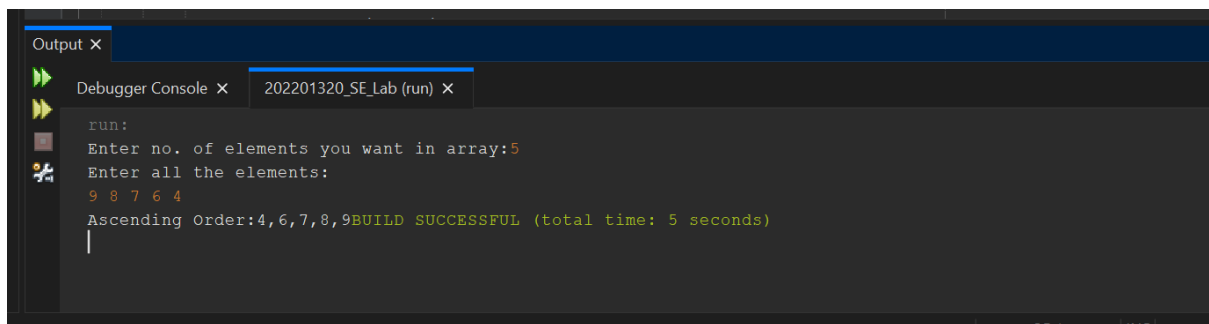 Output ×
Debugger Console × 202201320_SE_Lab (run) ×
run:
Enter no. of elements you want in array:5
Enter all the elements:
9 8 7 6 4
Ascending Order:4,6,7,8,9BUILD SUCCESSFUL (total time: 5 seconds)